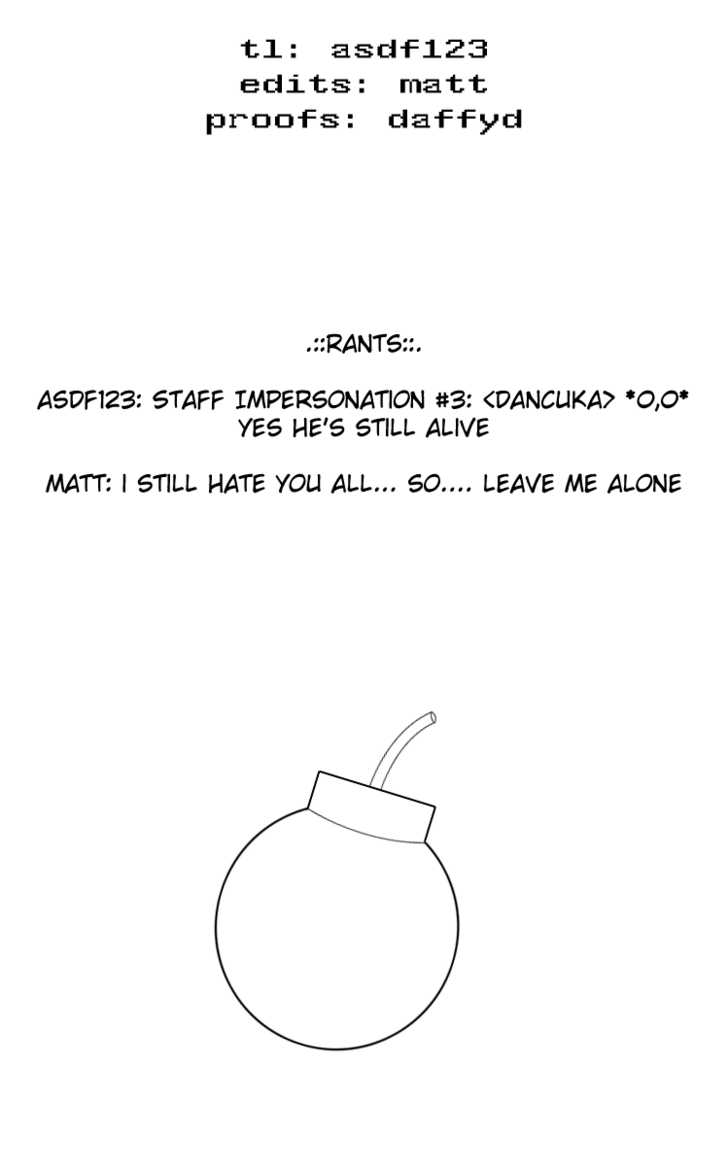 tl: asdf123
edits: matt
proofs: daffyd
.::RANTS::.
ASDF123: STAFF IMPERSONATION #3: <DANCUKA> *O,O*
YES HE'S STILL ALIVE
MATT: I STILL HATE YOU ALL... SO.... LEAVE ME ALONE